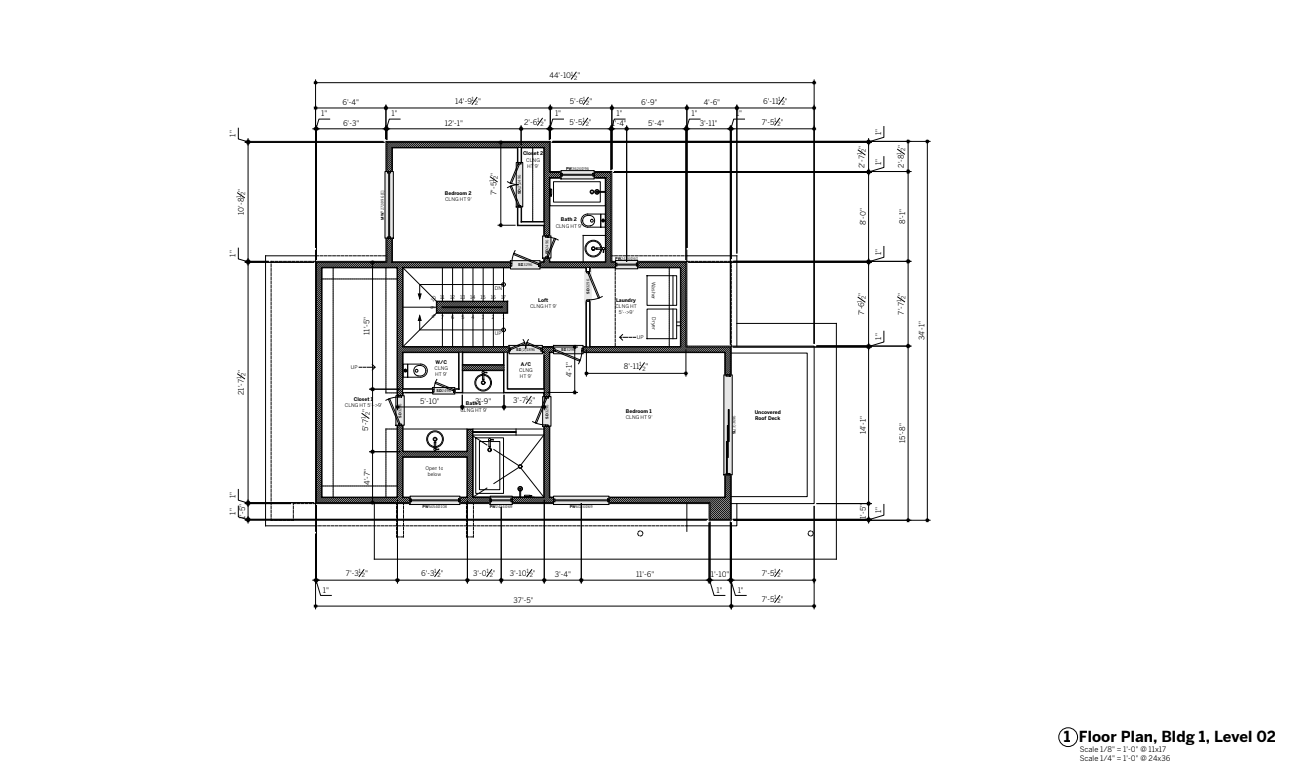 44'-10½"
6'-4"
14'-9½"
5'-6½"
6'-9"
4'-6"
6'-11½"
1"
1"
1"
1"
1"
6'-3"
12'-1"
2'-6½"
5'-5½"
5'-4"
3'-11"
7'-5½"
1"
1"
1"
2'-7½"
2'-8½"
Closet 2
CLNG
HT 9'
7'-5½"
Bedroom 2
CLNG HT 9'
10'-8½"
Bath 2
CLNG HT 9'
8'-0"
8'-1"
1"
1"
DN
Loft
CLNG HT 9'
Laundry
CLNG HT
5'->9'
Washer
Dryer
7'-6½"
7'-7½"
34'-1"
11'-5"
UP
UP
1"
UP
W/C
CLNG
HT 9'
A/C
CLNG
HT 9'
4'-1"
8'-11½"
21'-7½"
Closet 1
CLNG HT 5'->9'
5'-10"
3'-9"
3'-7½"
Bath 1
CLNG HT 9'
Bedroom 1
CLNG HT 9'
Uncovered
Roof Deck
5'-7½"
14'-1"
15'-8"
Open to
below
4'-7"
1"
1"
1'-5"
1"
7'-3½"
6'-3½"
3'-0½"
3'-10½"
3'-4"
11'-6"
1'-10"
7'-5½"
1"
1"
1"
37'-5"
7'-5½"
1 Floor Plan, Bldg 1, Level 02
Scale 1/8" = 1'-0" @ 11x17
Scale 1/4" = 1'-0" @ 24x36